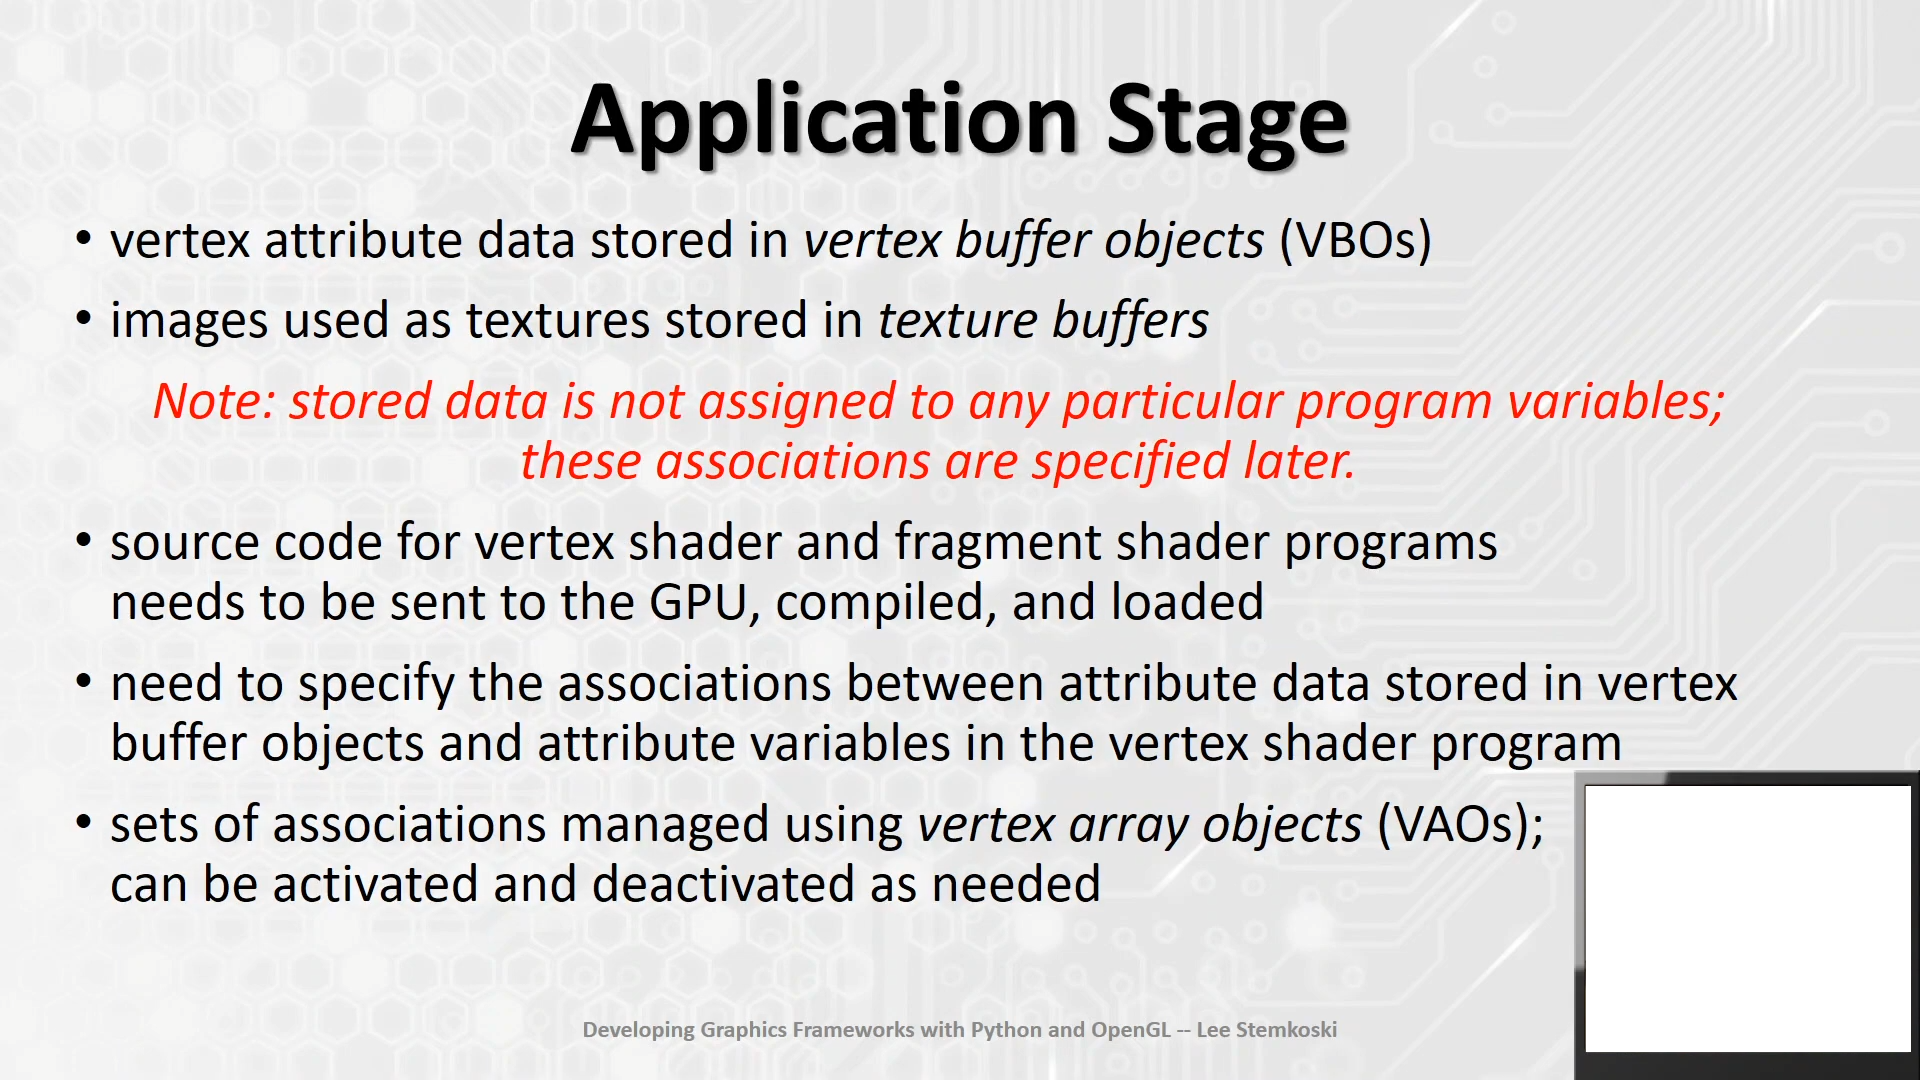 Application Stage
• vertex attribute data stored in vertex buffer objects (VBOs)
• images used as textures stored in texture buffers
Note: stored data is not assigned to any particular program variables;
these associations are specified later.
• source code for vertex shader and fragment shader programs
needs to be sent to the GPU, compiled, and loaded
• need to specify the associations between attribute data stored in vertex
buffer objects and attribute variables in the vertex shader program
• sets of associations managed using vertex array objects (VAOs);
can be activated and deactivated as needed
Developing Graphics Frameworks with Python and OpenGL -- Lee Stemkoski